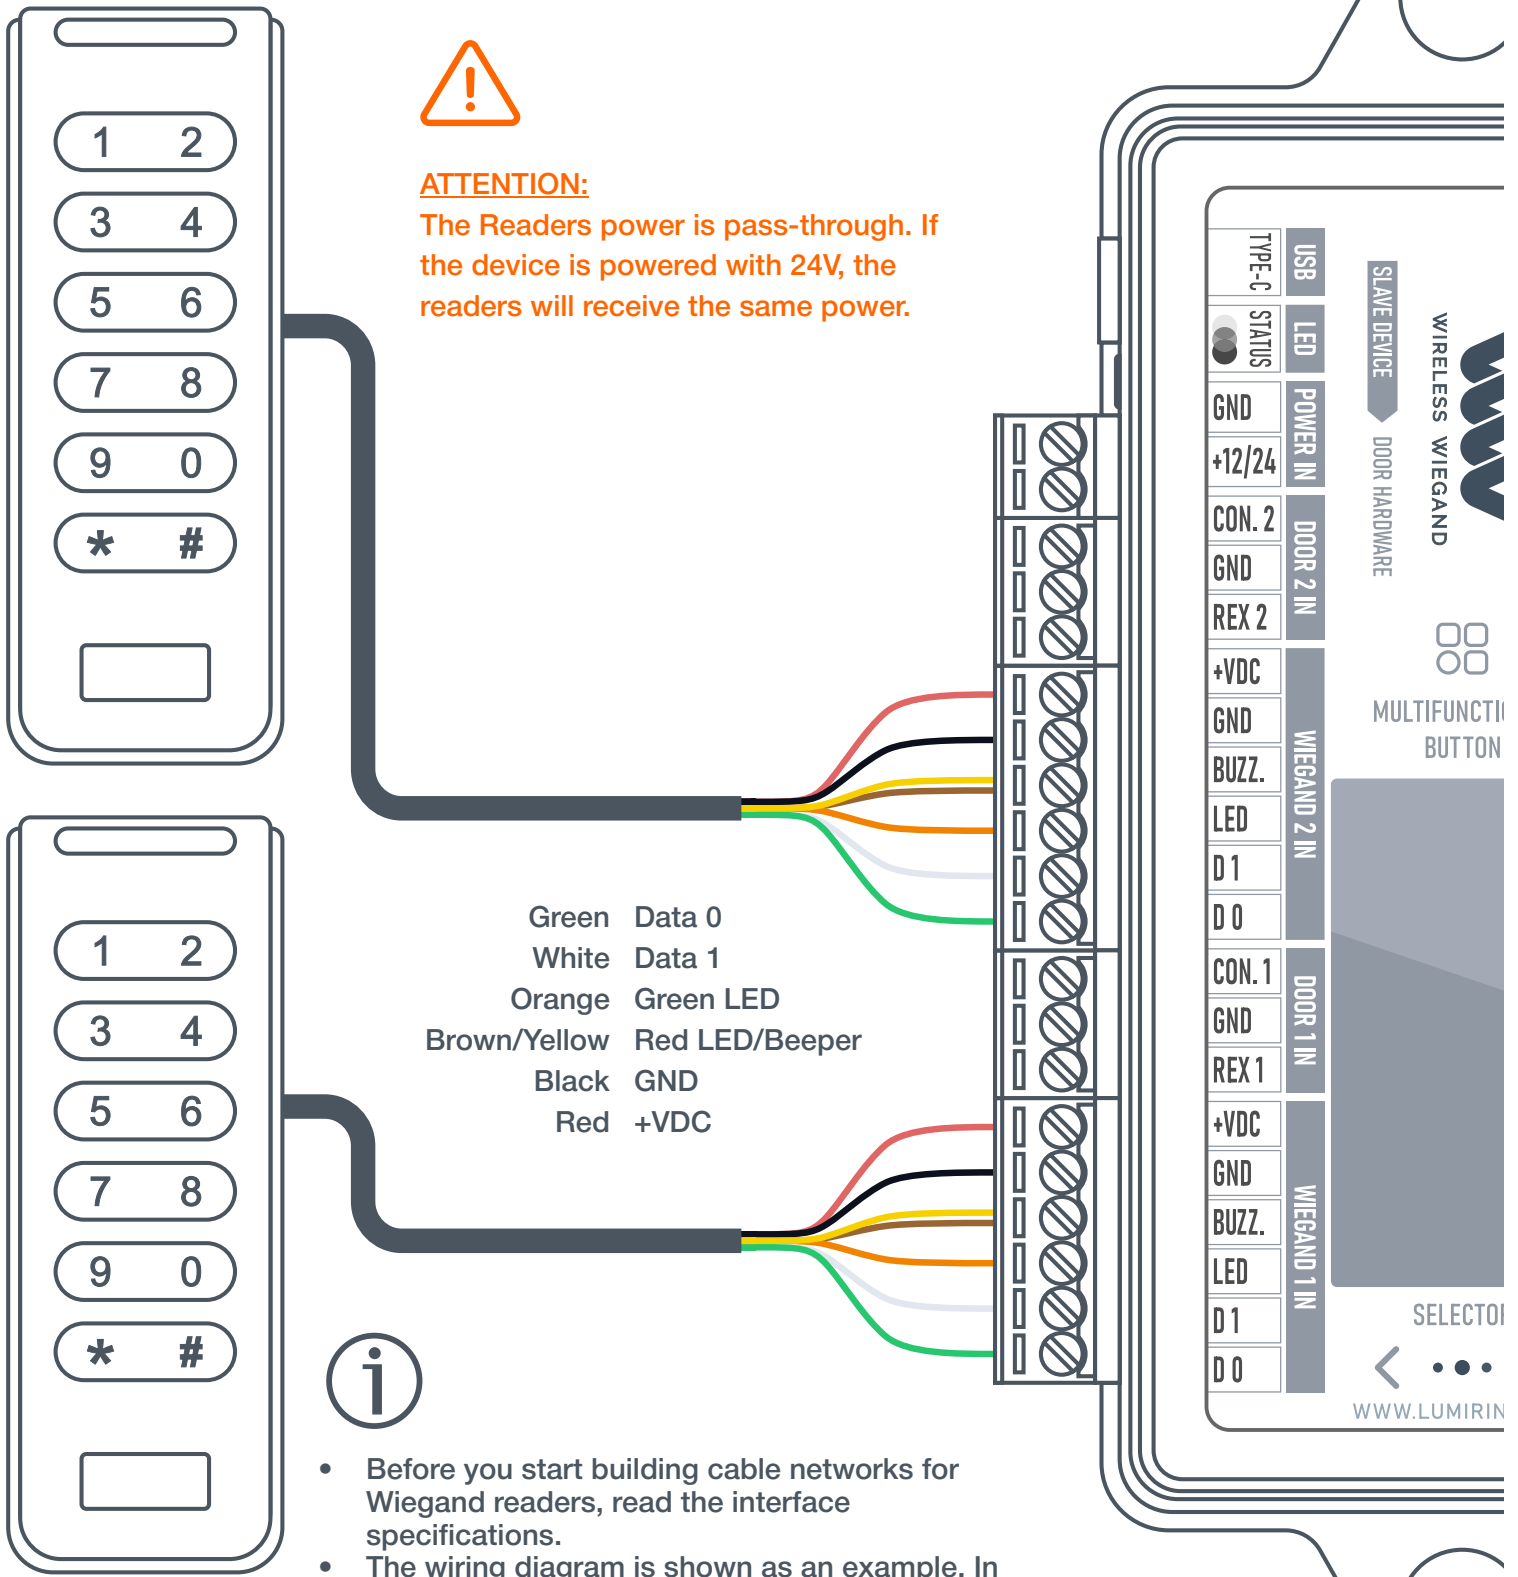 1 2
3 4
5 6
7 8
9 0
* #
ATTENTION:
The Readers power is pass-through. If
the device is powered with 24V, the
readers will receive the same power.
Green Data 0
White Data 1
Orange Green LED
Brown/Yellow Red LED/Beeper
Black GND
Red +VDC
1 2
3 4
5 6
7 8
9 0
* #
i
• Before you start building cable networks for
Wiegand readers, read the interface
specifications.
• The wiring diagram is shown as an example. In
TYPE-C
USB
STATUS
LED
GND
+12/24
POWER IN
CON. 2
GND
REX 2
DOOR 2 IN
+VDC
GND
BUZZ.
LED
D 1
D 0
WIEGAND 2 IN
CON. 1
GND
REX 1
DOOR 1 IN
+VDC
GND
BUZZ.
LED
D 1
D 0
WIEGAND 1 IN
SLAVE DEVICE
DOOR HARDWARE
WIRELESS WIEGAND
BUTTON